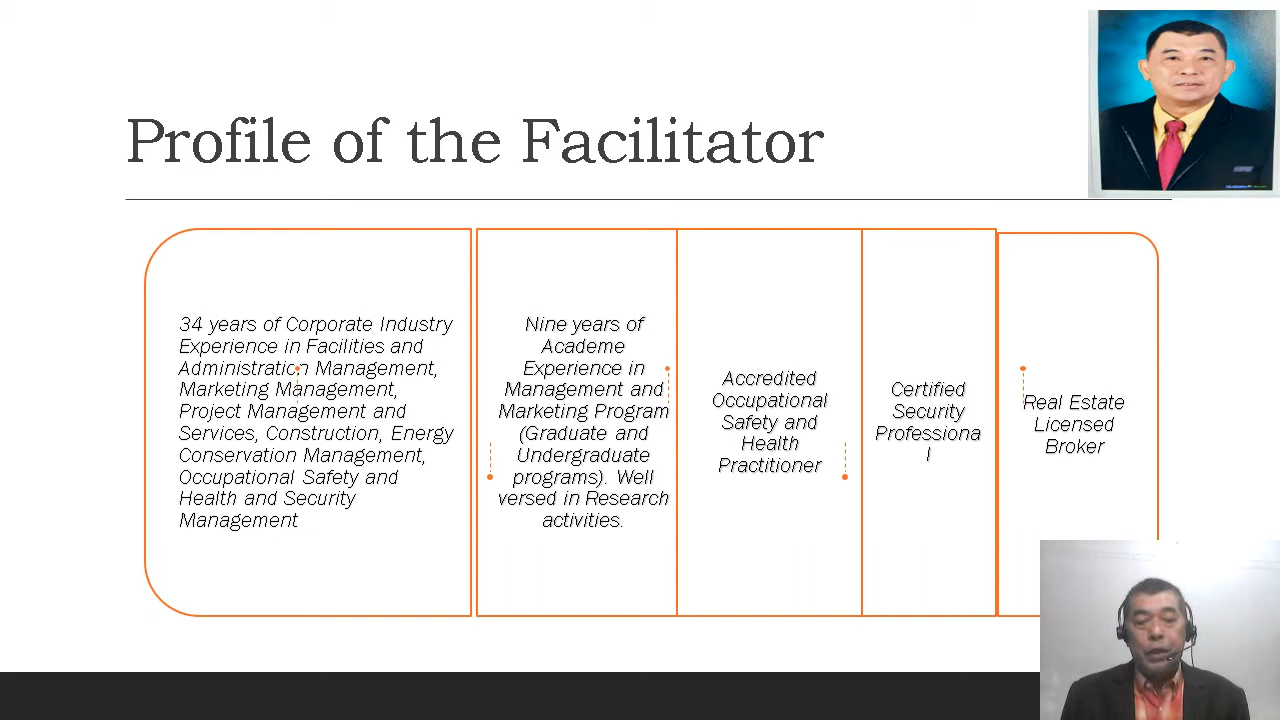 Profile of the Facilitator
34 years of Corporate Industry
Experience in Facilities and
Administration Management,
Marketing Management,
Project Management and
Services, Construction, Energy
Conservation Management,
Occupational Safety and
Health and Security
Management
Nine years of
Academe
Experience in
Management and
Marketing Program
(Graduate and
Undergraduate
programs). Well
versed in Research
activities.
Accredited
Occupational
Safety and
Health
Practitioner
Certified
Security
Professiona
l
Real Estate
Licensed
Broker